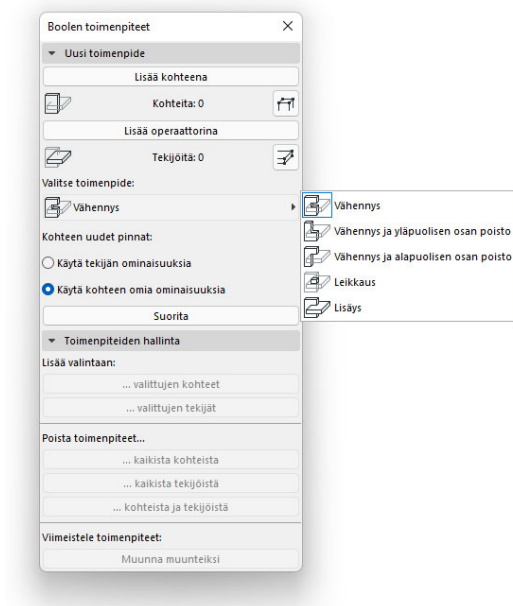 Boolen toimenpiteet
Uusi toimenpide
Lisää kohteena
Kohteita: 0
Lisää operaattorina
Tekijöitä: 0
Valitse toimenpide:
Vähennys
Vähennys
Vähennys ja yläpuolisen osan poisto
Vähennys ja alapuolisen osan poisto
Leikkaus
Lisäys
Kohteen uudet pinnat:
Käytä tekijän ominaisuuksia
Käytä kohteen omia ominaisuuksia
Suorita
Toimenpiteiden hallinta
Lisää valintaan:
... valittujen kohteet
... valittujen tekijät
Poista toimenpiteet...
... kaikista kohteista
... kaikista tekijöistä
... kohteista ja tekijöistä
Viimeistele toimenpiteet:
Muunna muunteiksi